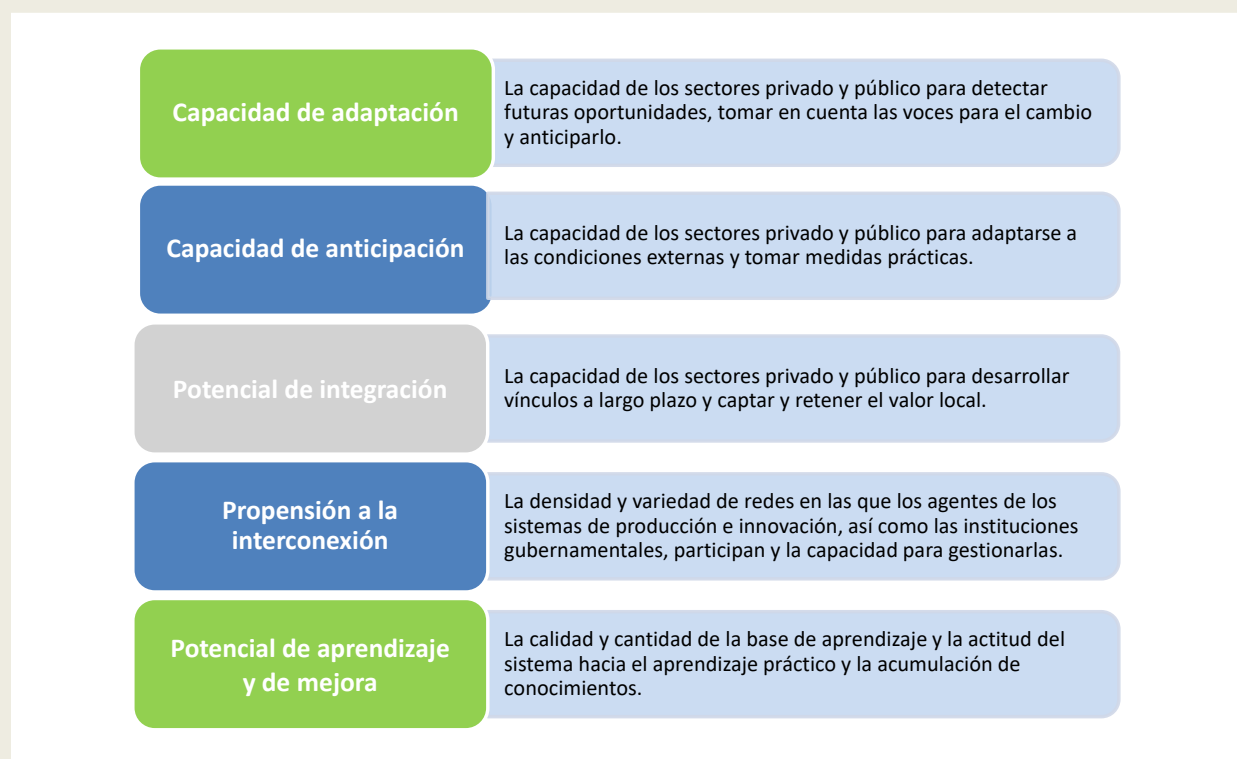 Capacidad de adaptación
La capacidad de los sectores privado y público para detectar
futuras oportunidades, tomar en cuenta las voces para el cambio
y anticiparlo.
Capacidad de anticipación
La capacidad de los sectores privado y público para adaptarse a
las condiciones externas y tomar medidas prácticas.
Potencial de integración
La capacidad de los sectores privado y público para desarrollar
vínculos a largo plazo y captar y retener el valor local.
Propensión a la
interconexión
La densidad y variedad de redes en las que los agentes de los
sistemas de producción e innovación, así como las instituciones
gubernamentales, participan y la capacidad para gestionarlas.
Potencial de aprendizaje
y de mejora
La calidad y cantidad de la base de aprendizaje y la actitud del
sistema hacia el aprendizaje práctico y la acumulación de
conocimientos.